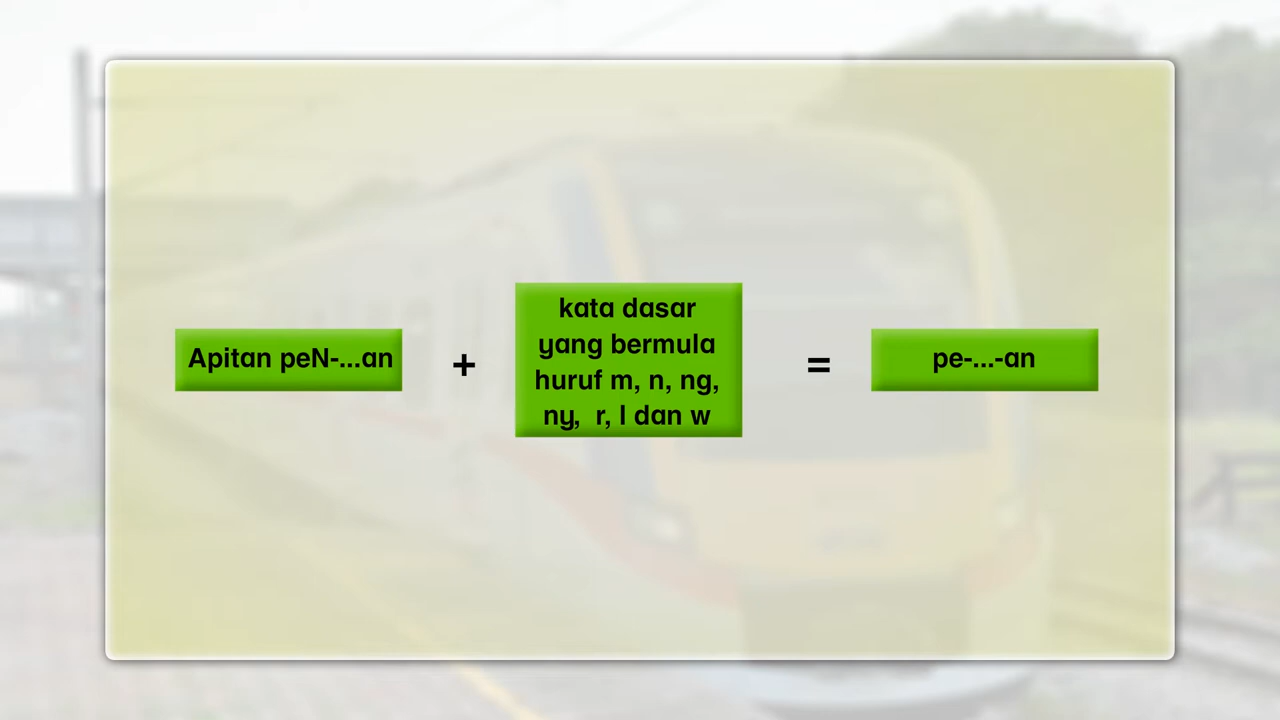 Apitan peN-...an
+
kata dasar
yang bermula
huruf m, n, ng,
ny, r, l dan w
=
pe-...-an